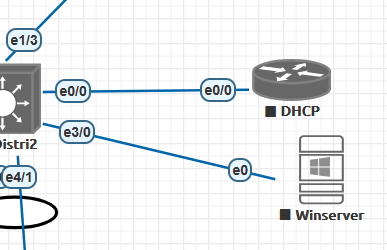 e1/3
e0/0
e0/0
DHCP
Distri2
e3/0
e0
e4/1
Winserver